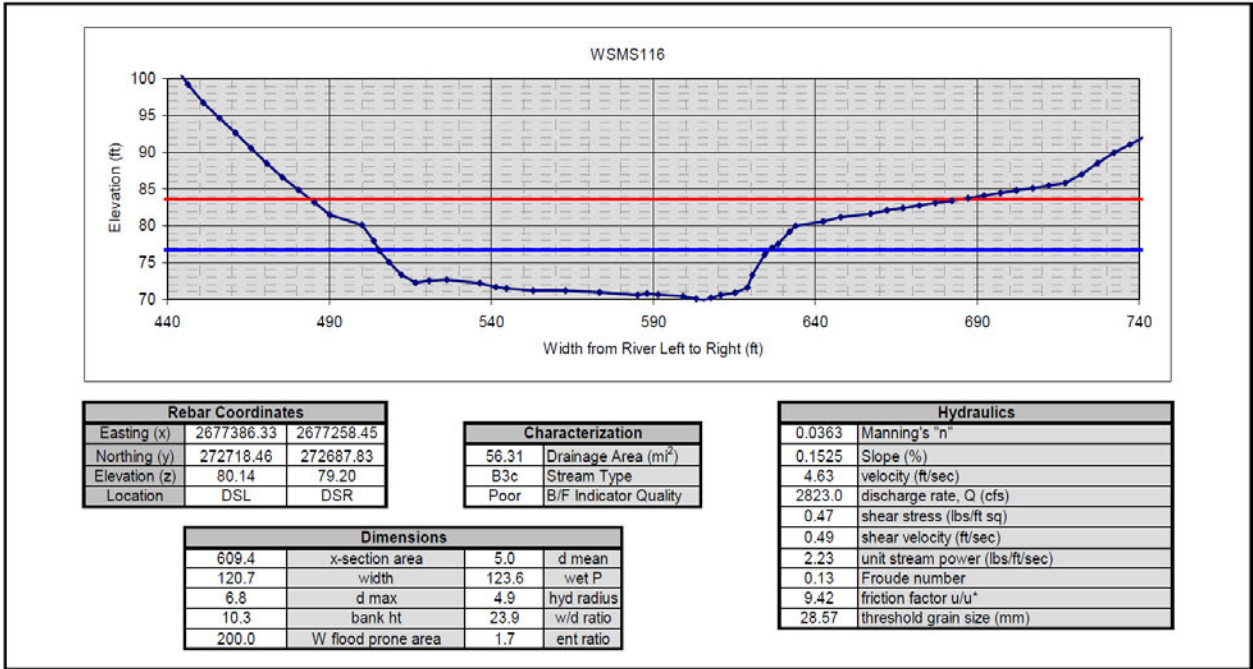 WSMS116
Elevation (ft)
100
95
90
85
80
75
70
440 490 540 590 640 690 740
Width from River Left to Right (ft)
Rebar Coordinates
Easting (x) 2677386.33 2677258.45
Northing (y) 272718.46 272687.83
Elevation (z) 80.14 79.20
Location DSL DSR
Characterization
56.31 Drainage Area (mi²)
B3c Stream Type
Poor B/F Indicator Quality
Dimensions
609.4 x-section area 5.0 d mean
120.7 width 123.6 wet P
6.8 d max 4.9 hyd radius
10.3 bank ht 23.9 w/d ratio
200.0 W flood prone area 1.7 ent ratio
Hydraulics
0.0363 Manning's "n"
0.1525 Slope (%)
4.63 velocity (ft/sec)
2823.0 discharge rate, Q (cfs)
0.47 shear stress (lbs/ft sq)
0.49 shear velocity (ft/sec)
2.23 unit stream power (lbs/ft/sec)
0.13 Froude number
9.42 friction factor u/u*
28.57 threshold grain size (mm)